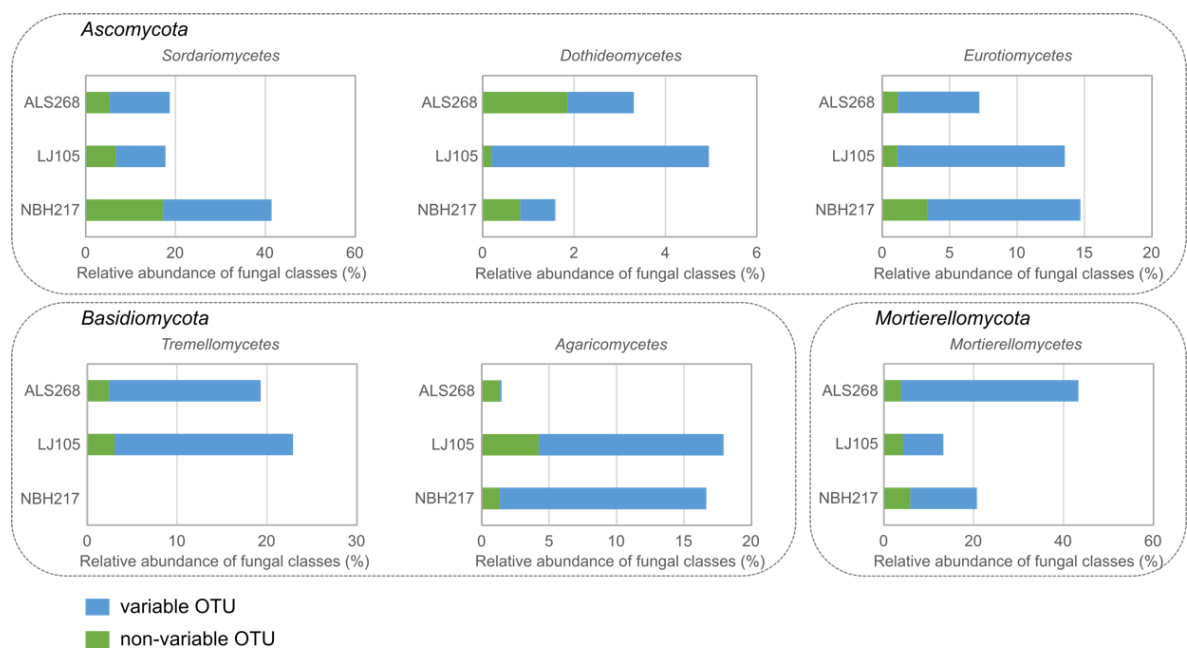 Ascomycota
Sordariomycetes
ALS268
LJ105
NBH217
0 20 40 60
Relative abundance of fungal classes (%)
Dothideomycetes
ALS268
LJ105
NBH217
0 2 4 6
Relative abundance of fungal classes (%)
Eurotiomycetes
ALS268
LJ105
NBH217
0 5 10 15 20
Relative abundance of fungal classes (%)
Basidiomycota
Tremellomycetes
ALS268
LJ105
NBH217
0 10 20 30
Relative abundance of fungal classes (%)
Agaricomycetes
ALS268
LJ105
NBH217
0 5 10 15 20
Relative abundance of fungal classes (%)
Mortierellomycota
Mortierellomycetes
ALS268
LJ105
NBH217
0 20 40 60
Relative abundance of fungal classes (%)
variable OTU
non-variable OTU